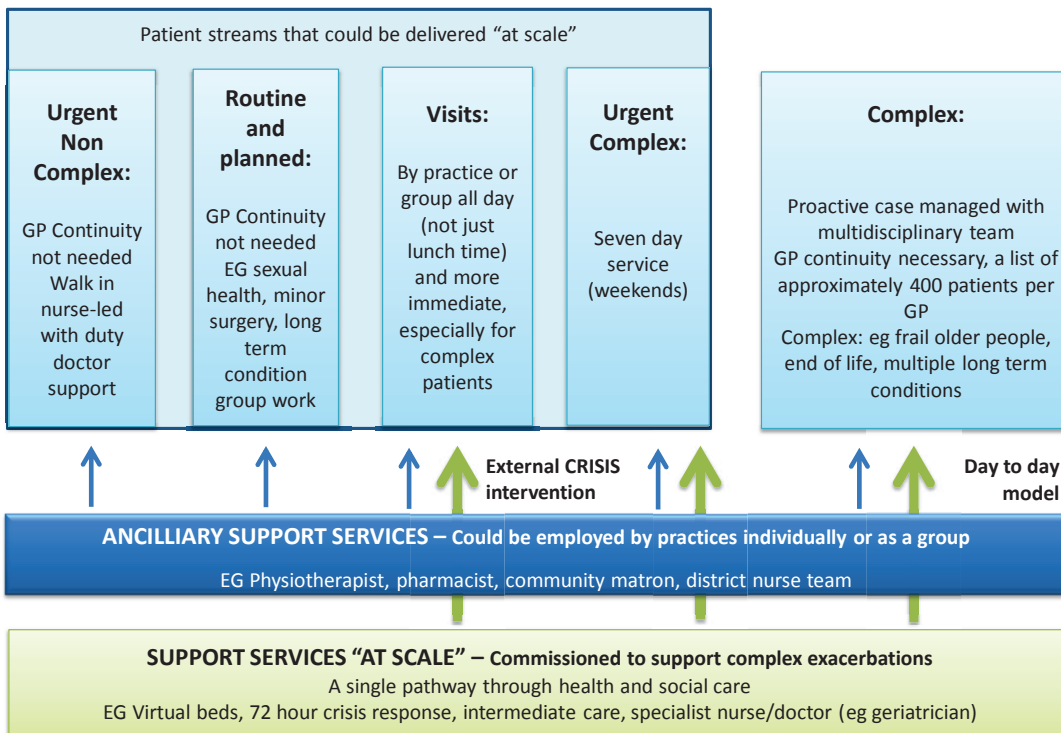 Patient streams that could be delivered “at scale”
Urgent
Non
Complex:
GP Continuity
not needed
Walk in
nurse-led
with duty
doctor
support
Routine
and
planned:
GP Continuity
not needed
EG sexual
health, minor
surgery, long
term
condition
group work
Visits:
By practice or
group all day
(not just
lunch time)
and more
immediate,
especially for
complex
patients
Urgent
Complex:
Seven day
service
(weekends)
Complex:
Proactive case managed with
multidisciplinary team
GP continuity necessary, a list of
approximately 400 patients per
GP
Complex: eg frail older people,
end of life, multiple long term
conditions
External CRISIS
intervention
Day to day
model
ANCILLIARY SUPPORT SERVICES – Could be employed by practices individually or as a group
EG Physiotherapist, pharmacist, community matron, district nurse team
SUPPORT SERVICES “AT SCALE” – Commissioned to support complex exacerbations
A single pathway through health and social care
EG Virtual beds, 72 hour crisis response, intermediate care, specialist nurse/doctor (eg geriatrician)